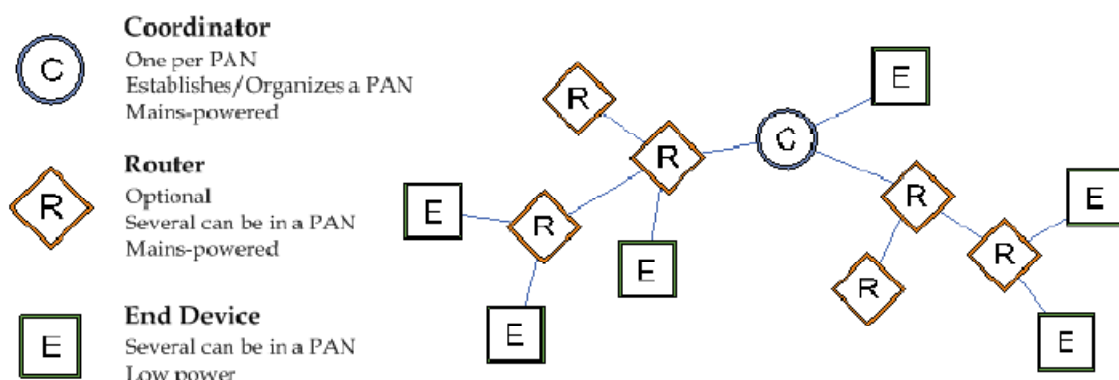 C
Coordinator
One per PAN
Establishes/Organizes a PAN
Mains-powered
R
Router
Optional
Several can be in a PAN
Mains-powered
E
End Device
Several can be in a PAN
Low power
E
R
C
R
E
R
E
R
R
E
E
R
E
E